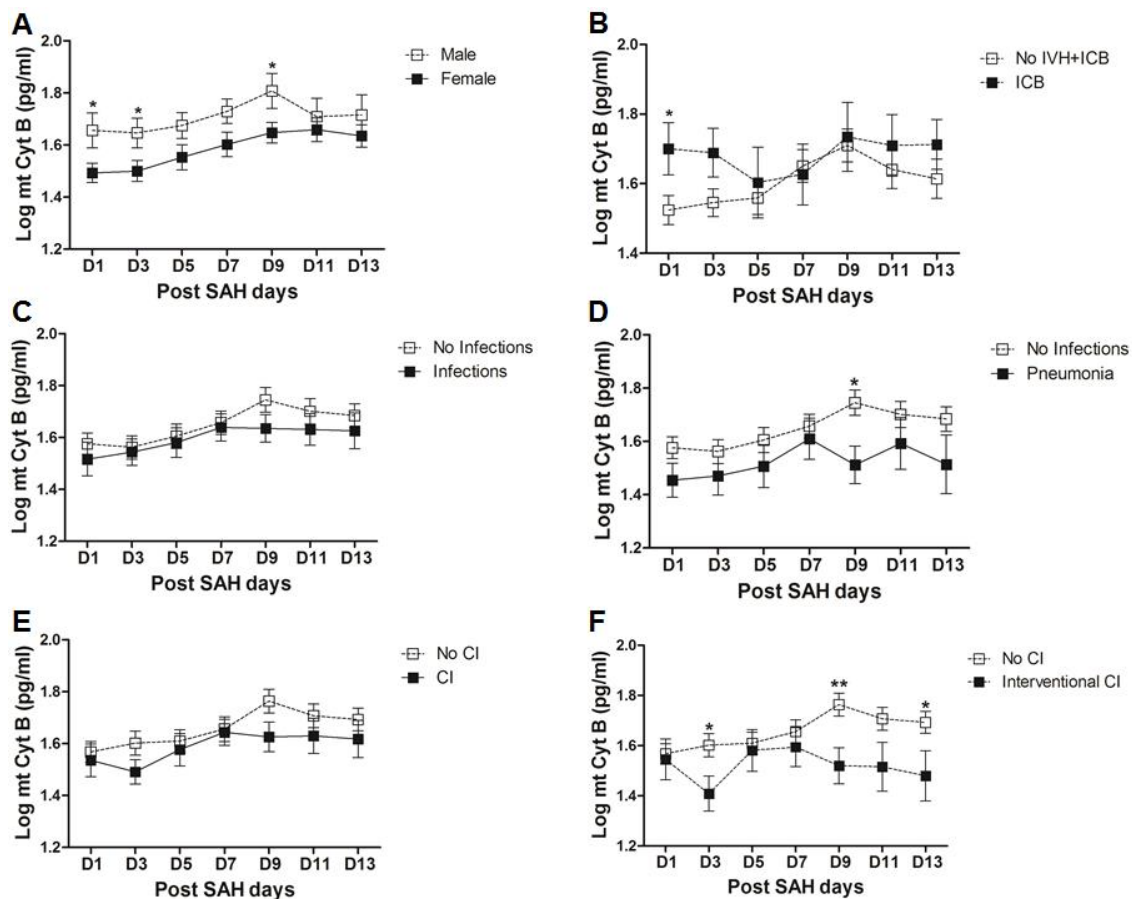 A
Log mt Cyt B (pg/ml)
2.0
1.8
1.6
1.4
1.2
* * *
D1 D3 D5 D7 D9 D11 D13
Post SAH days
Male
Female
B
Log mt Cyt B (pg/ml)
2.0
1.8
1.6
1.4
*
D1 D3 D5 D7 D9 D11 D13
Post SAH days
No IVH+ICB
ICB
C
Log mt Cyt B (pg/ml)
2.0
1.8
1.6
1.4
1.2
D1 D3 D5 D7 D9 D11 D13
Post SAH days
No Infections
Infections
D
Log mt Cyt B (pg/ml)
2.0
1.8
1.6
1.4
1.2
*
D1 D3 D5 D7 D9 D11 D13
Post SAH days
No Infections
Pneumonia
E
Log mt Cyt B (pg/ml)
2.0
1.8
1.6
1.4
1.2
D1 D3 D5 D7 D9 D11 D13
Post SAH days
No CI
CI
F
Log mt Cyt B (pg/ml)
2.0
1.8
1.6
1.4
1.2
* ** *
D1 D3 D5 D7 D9 D11 D13
Post SAH days
No CI
Interventional CI